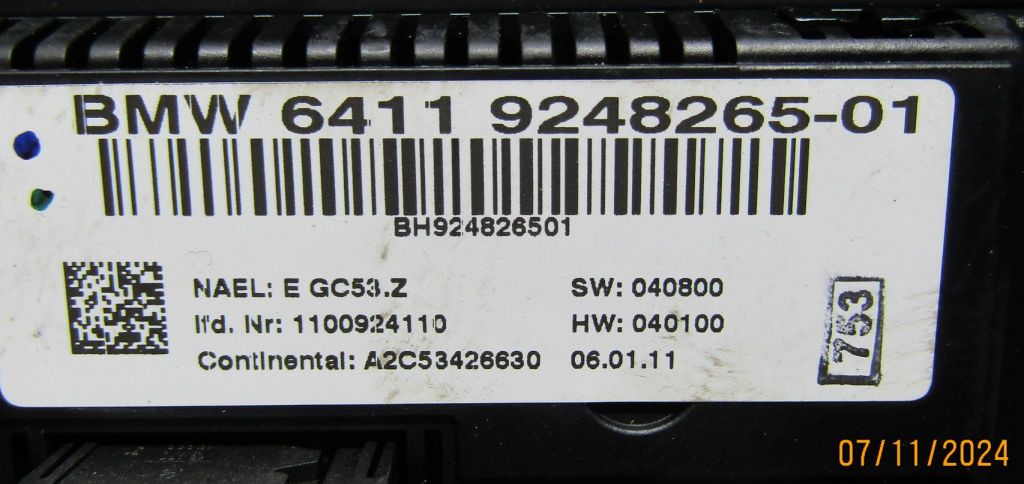 BMW 6411 9248265-01
BH924826501
NAEL: E GC53.Z SW: 040800
lfd. Nr: 1100924110 HW: 040100
Continental: A2C53426630 06.01.11
753
07/11/2024